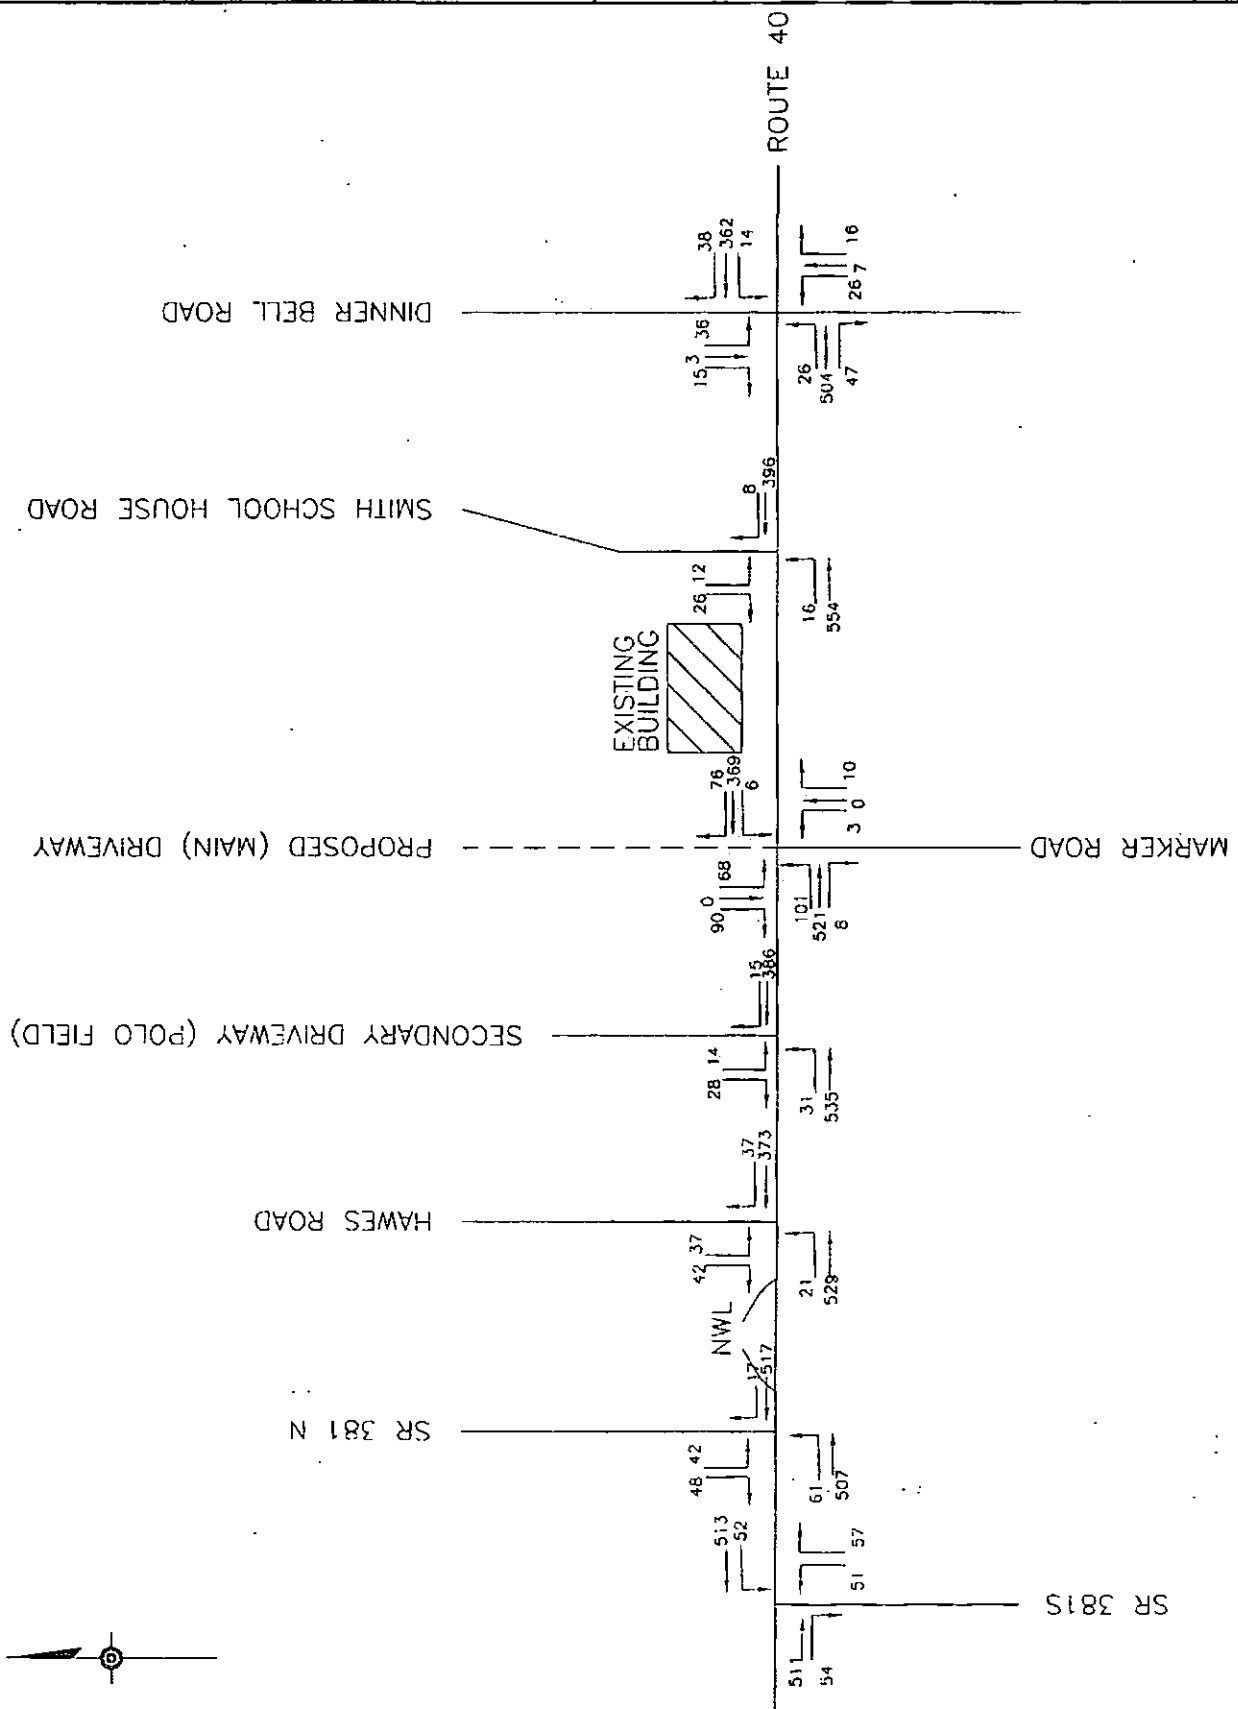 ROUTE 40
DINNER BELL ROAD
38
362
14
15 3 36
26 7 16
26
504
47
SMITH SCHOOL HOUSE ROAD
8
396
26 12
16
554
EXISTING
BUILDING
PROPOSED (MAIN) DRIVEWAY
76
369
6
90 0 68
3 0 10
101
521
8
MARKER ROAD
SECONDARY DRIVEWAY (POLO FIELD)
15
386
28 14
31
535
HAWES ROAD
37
373
42 37
21
529
NWL
SR 381 N
17
517
48 42
61
507
SR 381S
513
52
51 57
511
54